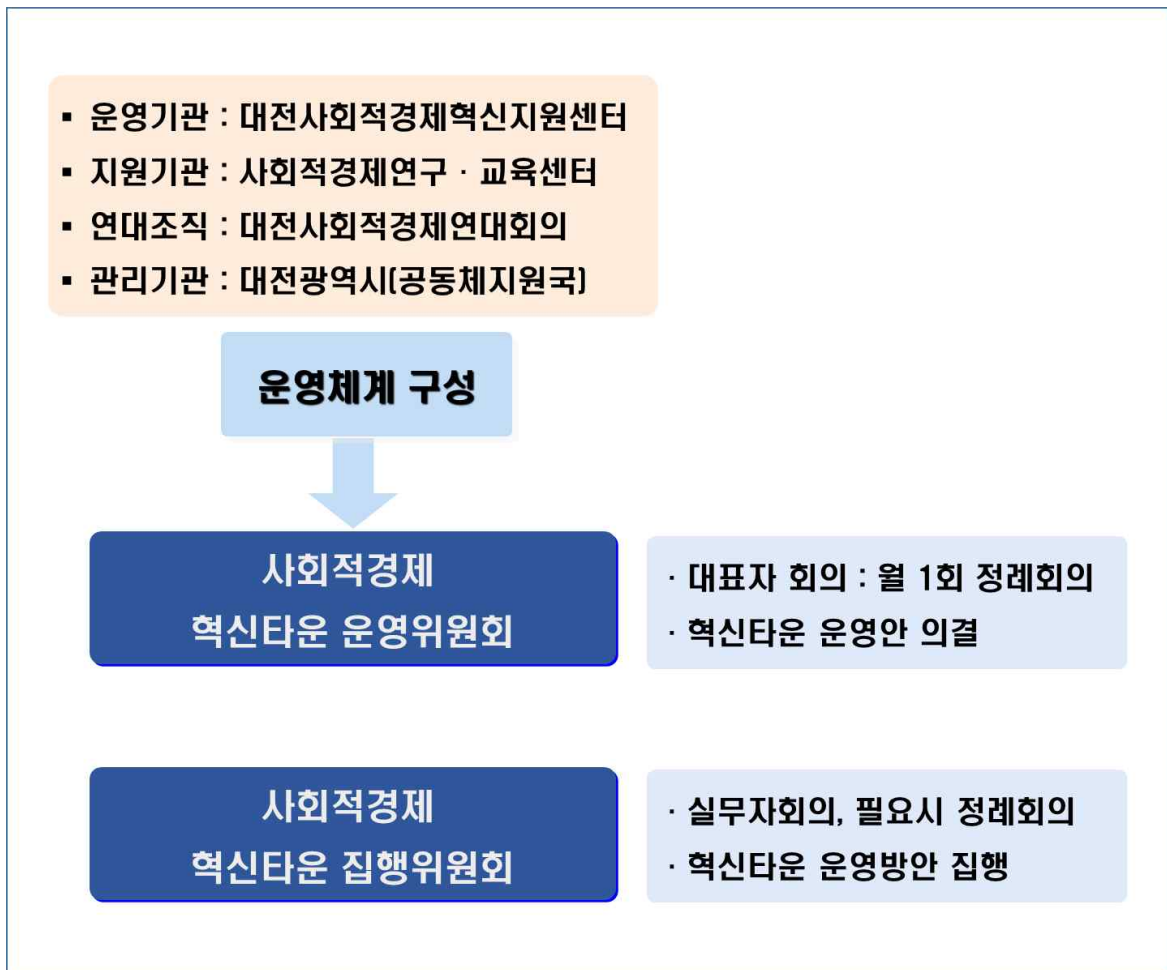 ▪ 운영기관 : 대전사회적경제혁신지원센터
▪ 지원기관 : 사회적경제연구 · 교육센터
▪ 연대조직 : 대전사회적경제연대회의
▪ 관리기관 : 대전광역시(공동체지원국)
운영체계 구성
사회적경제
혁신타운 운영위원회
· 대표자 회의 : 월 1회 정례회의
· 혁신타운 운영안 의결
사회적경제
혁신타운 집행위원회
· 실무자회의, 필요시 정례회의
· 혁신타운 운영방안 집행